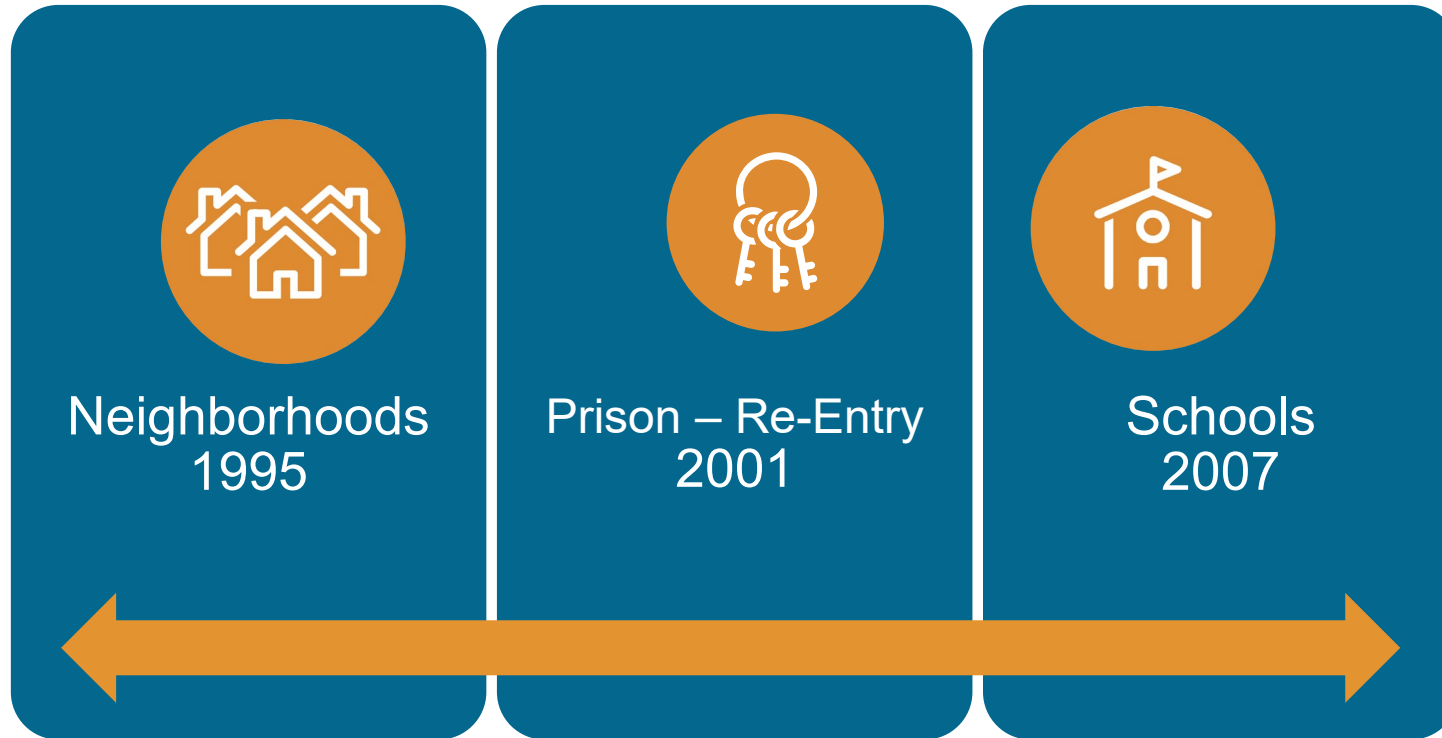 Neighborhoods
1995
Prison – Re-Entry
2001
Schools
2007